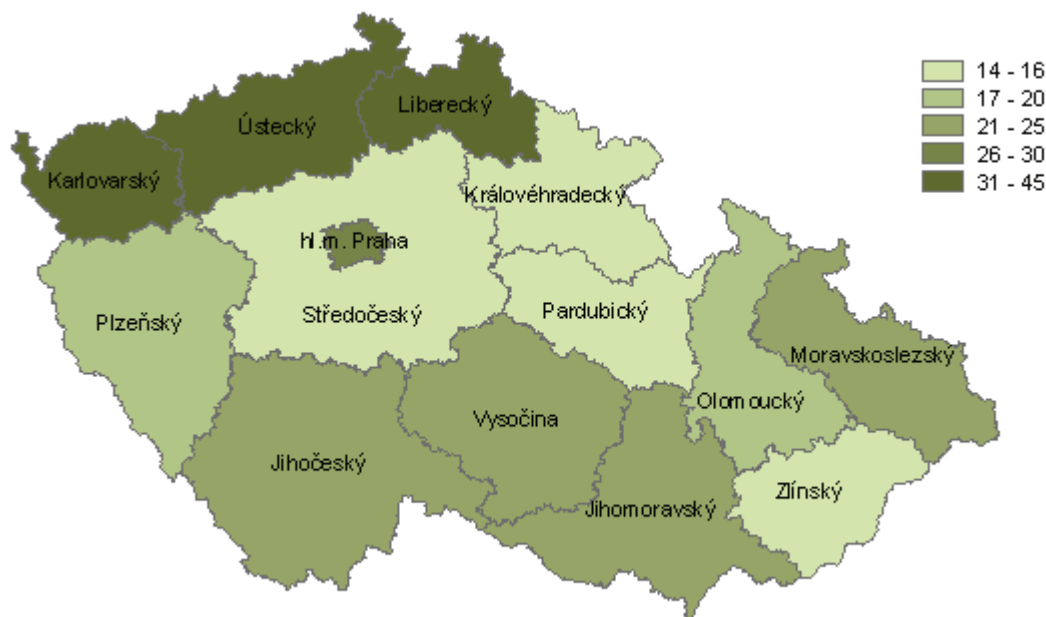 14 - 16
17 - 20
21 - 25
26 - 30
31 - 45
Liberecký
Ústecký
Karlovarský
Královéhradecký
hl.m. Praha
Středočeský
Pardubický
Plzeňský
Moravskoslezský
Olomoucký
Vysočina
Jihočeský
Zlínský
Jihomoravský